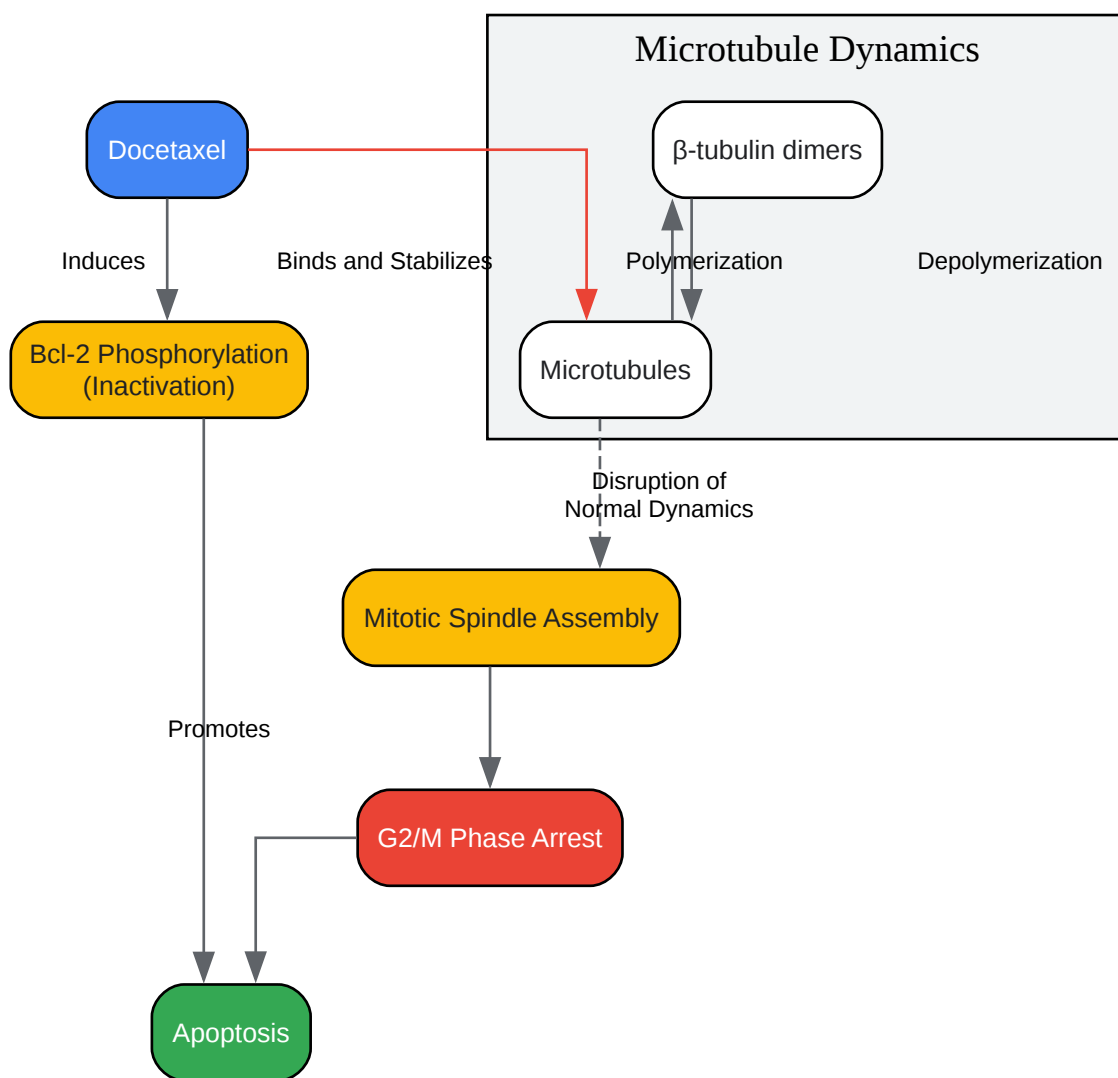 Microtubule Dynamics
Docetaxel
β-tubulin dimers
Induces
Binds and Stabilizes
Polymerization
Depolymerization
Bcl-2 Phosphorylation
(Inactivation)
Microtubules
Disruption of
Normal Dynamics
Mitotic Spindle Assembly
Promotes
G2/M Phase Arrest
Apoptosis